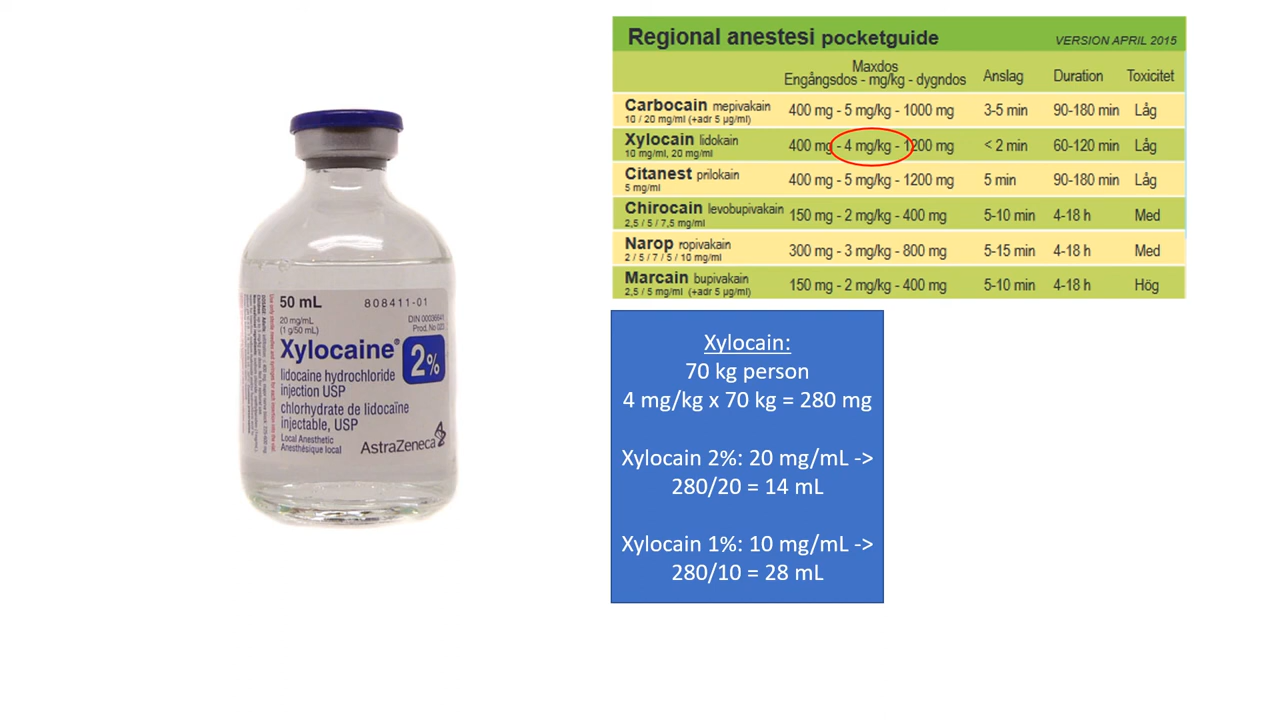 50 mL
808411-01
20 mg/mL
(1 g/50 mL)
DIN 00036641
Prod. No 023
Xylocaine®
2%
lidocaine hydrochloride
injection USP
chlorhydrate de lidocaïne
injectable, USP
Local Anesthetic
Anesthésique local
AstraZeneca
Regional anestesi pocketguide
VERSION APRIL 2015
Maxdos
Engångsdos - mg/kg - dygndos Anslag Duration Toxicitet
Carbocain mepivakain 400 mg - 5 mg/kg - 1000 mg 3-5 min 90-180 min Låg
10 / 20 mg/ml (+adr 5 µg/ml)
Xylocain lidokain 400 mg - 4 mg/kg - 1200 mg < 2 min 60-120 min Låg
10 mg/ml, 20 mg/ml
Citanest prilokain 400 mg - 5 mg/kg - 1200 mg 5 min 90-180 min Låg
5 mg/ml
Chirocain levobupivakain 150 mg - 2 mg/kg - 400 mg 5-10 min 4-18 h Med
2,5 / 5 / 7,5 mg/ml
Narop ropivakain 300 mg - 3 mg/kg - 800 mg 5-15 min 4-18 h Med
2 / 5 / 7 / 5 / 10 mg/ml
Marcain bupivakain 150 mg - 2 mg/kg - 400 mg 5-10 min 4-18 h Hög
2,5 / 5 mg/ml (+adr 5 µg/ml)
Xylocain:
70 kg person
4 mg/kg x 70 kg = 280 mg
Xylocain 2%: 20 mg/mL ->
280/20 = 14 mL
Xylocain 1%: 10 mg/mL ->
280/10 = 28 mL